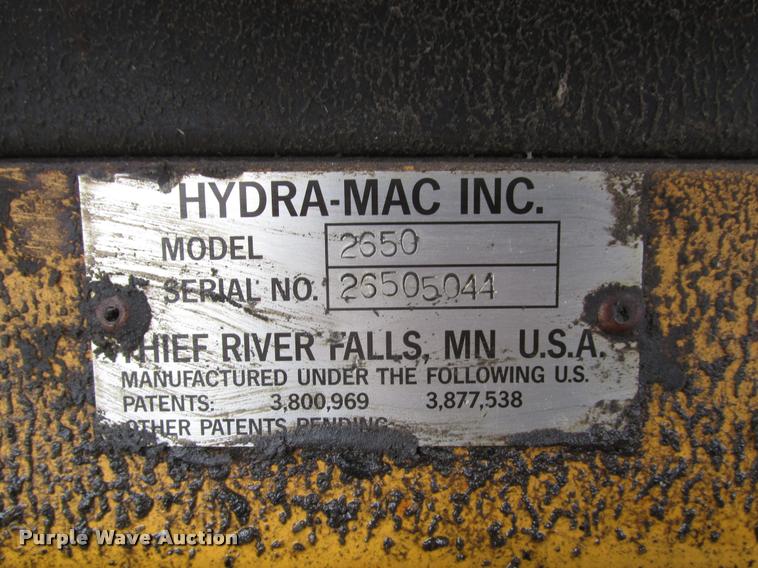 HYDRA-MAC INC.
MODEL 2650
SERIAL NO. 26505044
THIEF RIVER FALLS, MN U.S.A.
MANUFACTURED UNDER THE FOLLOWING U.S.
PATENTS: 3,800,969 3,877,538
OTHER PATENTS PENDING
Purple Wave Auction